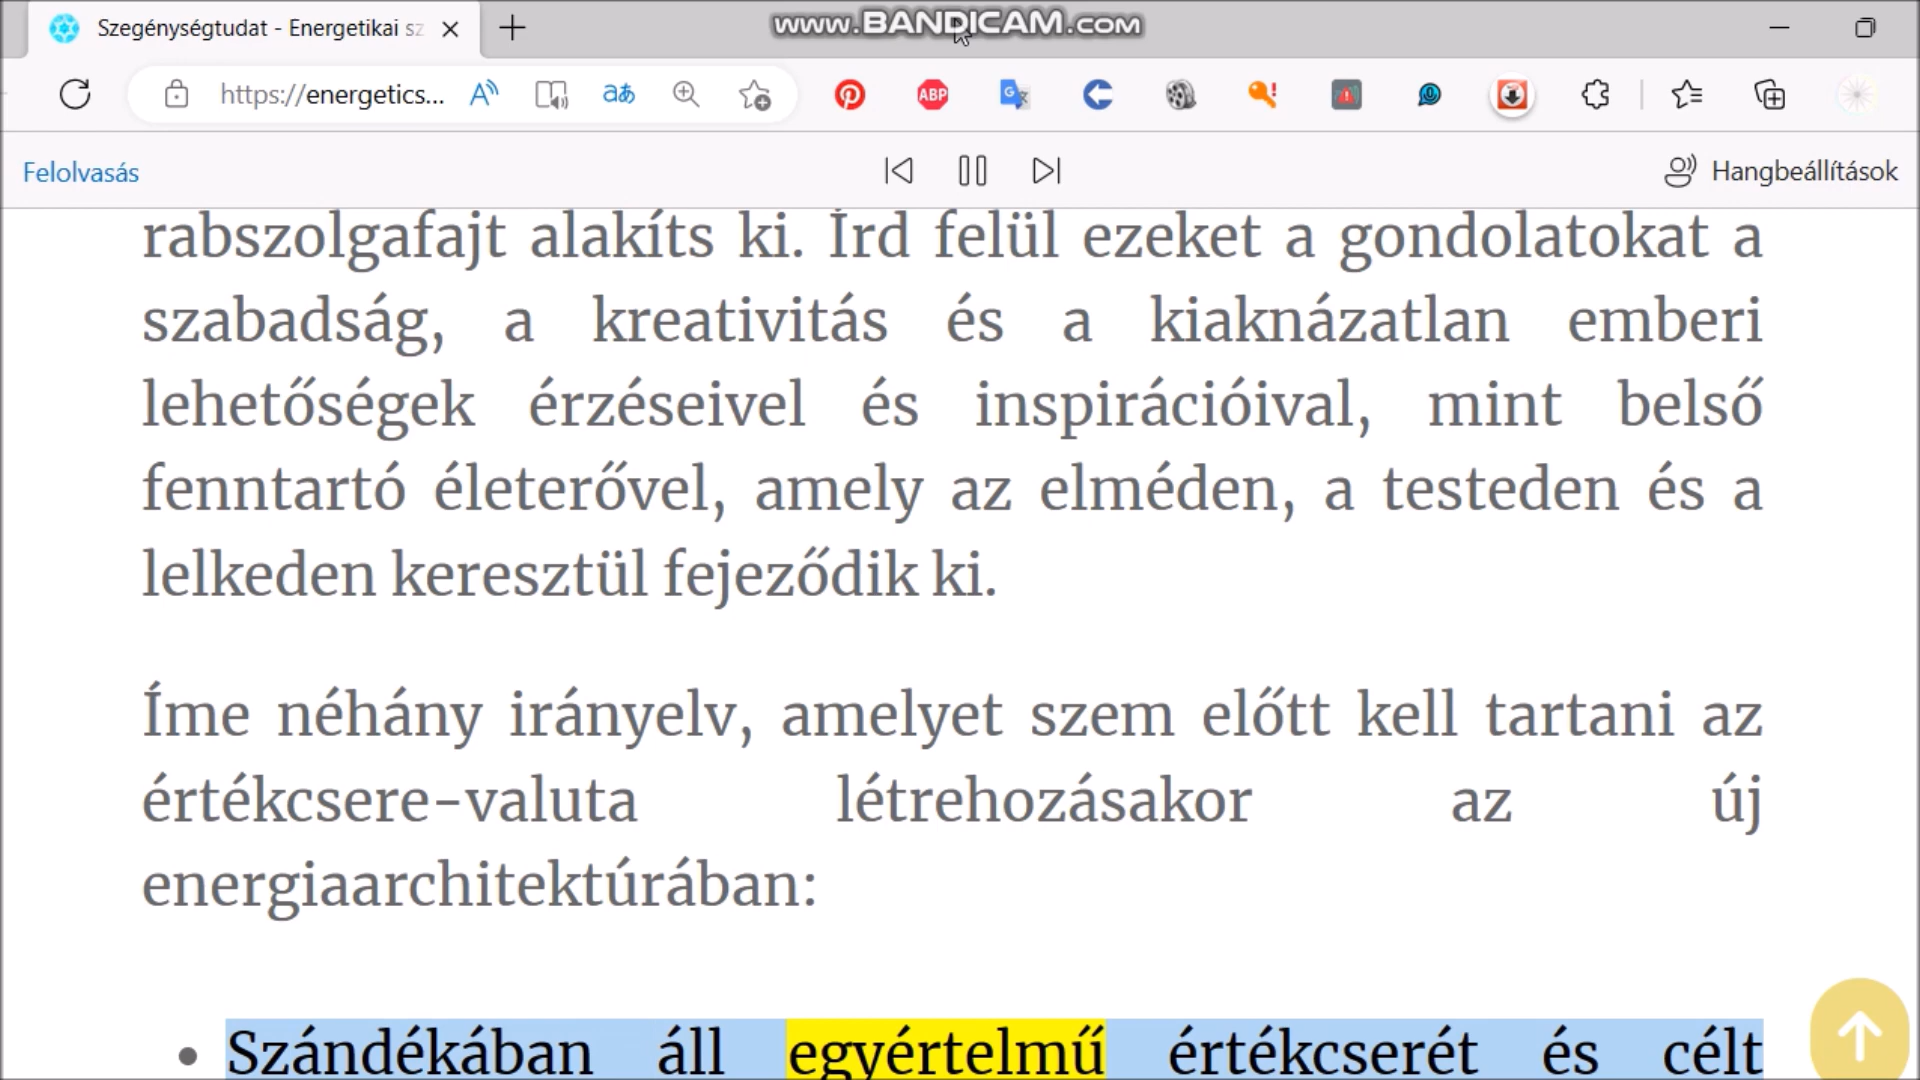 Szegénységtudat - Energetikai sz
www.BANDICAM.com
https://energetics...
Felolvasás
Hangbeállítások
rabszolgafajt alakíts ki. Írd felül ezeket a gondolatokat a
szabadság, a kreativitás és a kiaknázatlan emberi
lehetőségek érzéseivel és inspirációival, mint belső
fenntartó életerővel, amely az elméden, a testeden és a
lelkeden keresztül fejeződik ki.
Íme néhány irányelv, amelyet szem előtt kell tartani az
értékcsere-valuta létrehozásakor az új
energiaarchitektúrában:
Szándékában áll egyértelmű értékcserét és célt